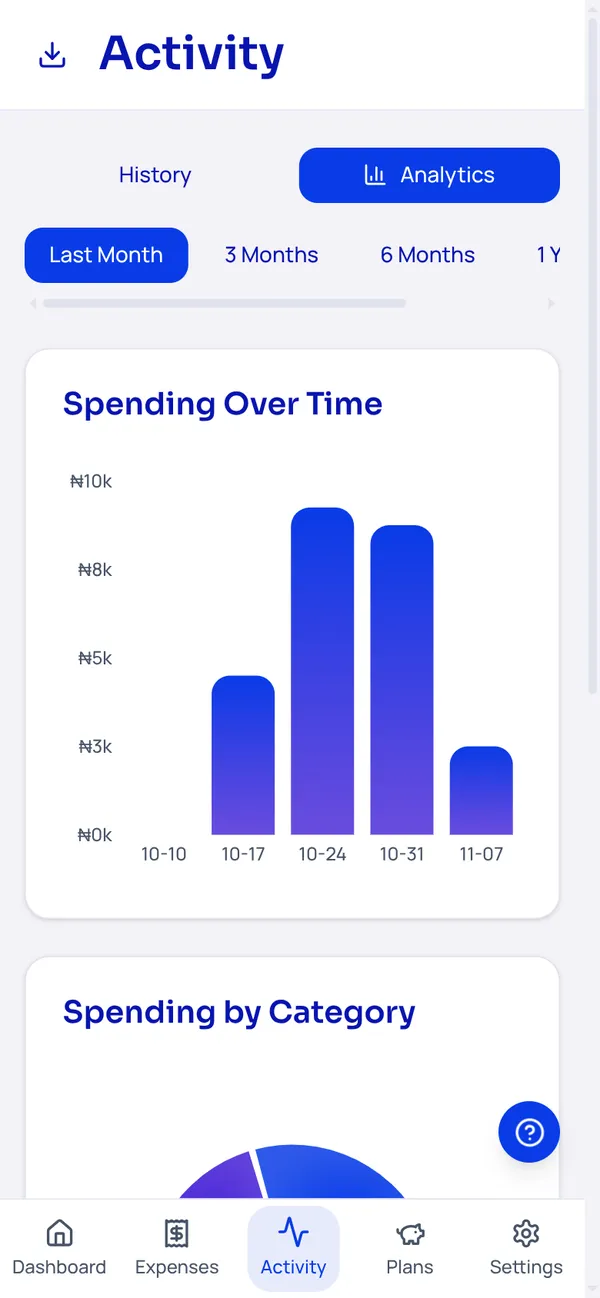 Activity
History
Analytics
Last Month
3 Months
6 Months
1 Y
Spending Over Time
₦10k
₦8k
₦5k
₦3k
₦0k
10-10
10-17
10-24
10-31
11-07
Spending by Category
Dashboard
Expenses
Activity
Plans
Settings